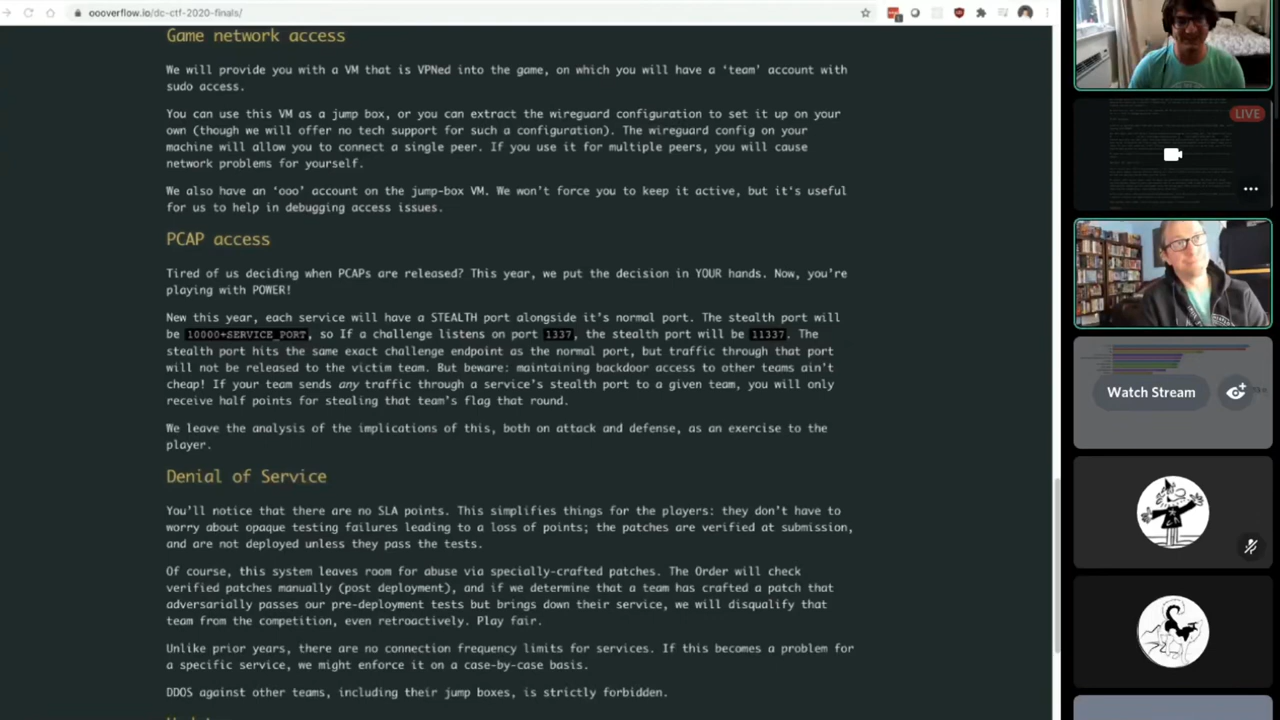 oooverflow.io/dc-ctf-2020-finals/
Game network access
We will provide you with a VM that is VPNed into the game, on which you will have a ‘team’ account with
sudo access.
You can use this VM as a jump box, or you can extract the wireguard configuration to set it up on your
own (though we will offer no tech support for such a configuration). The wireguard config on your
machine will allow you to connect a single peer. If you use it for multiple peers, you will cause
network problems for yourself.
We also have an ‘ooo’ account on the jump-box VM. We won’t force you to keep it active, but it’s useful
for us to help in debugging access issues.
PCAP access
Tired of us deciding when PCAPs are released? This year, we put the decision in YOUR hands. Now, you’re
playing with POWER!
New this year, each service will have a STEALTH port alongside it’s normal port. The stealth port will
be 10000+SERVICE_PORT, so If a challenge listens on port 1337, the stealth port will be 11337. The
stealth port hits the same exact challenge endpoint as the normal port, but traffic through that port
will not be released to the victim team. But beware: maintaining backdoor access to other teams ain’t
cheap! If your team sends any traffic through a service’s stealth port to a given team, you will only
receive half points for stealing that team’s flag that round.
We leave the analysis of the implications of this, both on attack and defense, as an exercise to the
player.
Denial of Service
You’ll notice that there are no SLA points. This simplifies things for the players: they don’t have to
worry about opaque testing failures leading to a loss of points; the patches are verified at submission,
and are not deployed unless they pass the tests.
Of course, this system leaves room for abuse via specially-crafted patches. The Order will check
verified patches manually (post deployment), and if we determine that a team has crafted a patch that
adversarially passes our pre-deployment tests but brings down their service, we will disqualify that
team from the competition, even retroactively. Play fair.
Unlike prior years, there are no connection frequency limits for services. If this becomes a problem for
a specific service, we might enforce it on a case-by-case basis.
DDOS against other teams, including their jump boxes, is strictly forbidden.
LIVE
Watch Stream